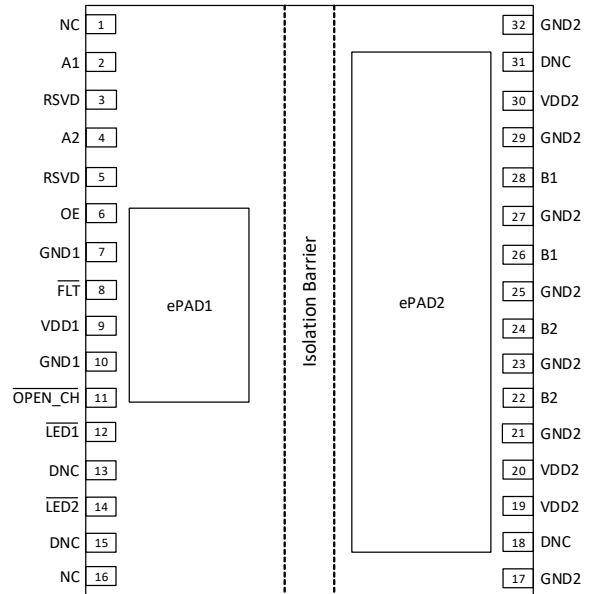 NC 1 32 GND2
A1 2 31 DNC
RSVD 3 30 VDD2
A2 4 29 GND2
RSVD 5 28 B1
OE 6 27 GND2
GND1 7 26 B1
FLT 8 25 GND2
ePAD1 Isolation Barrier ePAD2
VDD1 9 24 B2
GND1 10 23 GND2
OPEN_CH 11 22 B2
LED1 12 21 GND2
DNC 13 20 VDD2
LED2 14 19 VDD2
DNC 15 18 DNC
NC 16 17 GND2